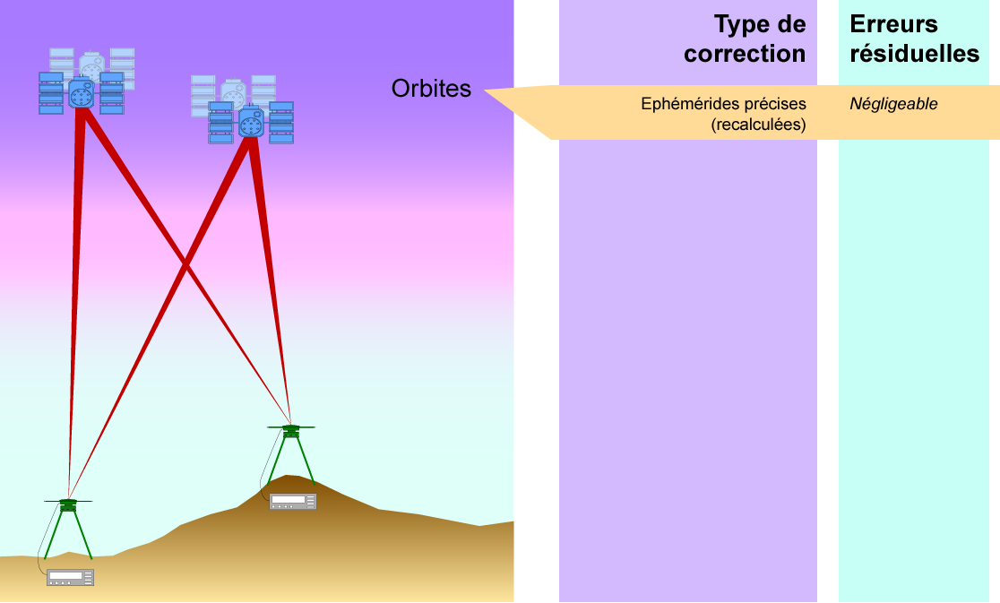 Type de
correction
Erreurs
résiduelles
Orbites
Ephémérides précises
(recalculées)
Négligeable